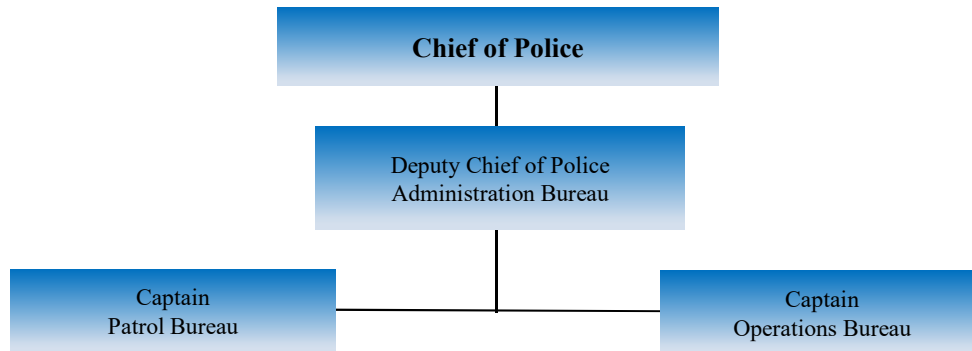 Chief of Police
Deputy Chief of Police
Administration Bureau
Captain
Patrol Bureau
Captain
Operations Bureau